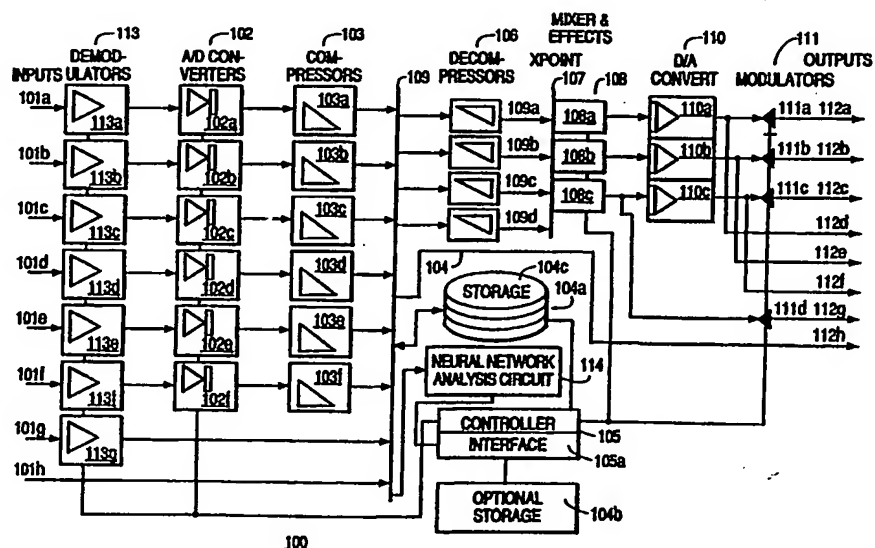 113
102
103
106
MIXER &
EFFECTS
110
111
DEMOD-
ULATORS
A/D CON-
VERTERS
COM-
PRESSORS
109
DECOM-
PRESSORS
XPOINT
107
108
D/A
CONVERT
MODULATORS
OUTPUTS
INPUTS
101a
113a
102a
103a
109a
108a
110a
111a
112a
101b
113b
102b
103b
109b
108b
110b
111b
112b
101c
113c
102c
103c
109c
108c
110c
111c
112c
109d
112d
101d
113d
102d
103d
104
104c
STORAGE
104a
112e
112f
111d
112g
101e
113e
102e
103e
112h
NEURAL NETWORK
ANALYSIS CIRCUIT
114
101f
113f
102f
103f
101g
113g
CONTROLLER
105
INTERFACE
105a
101h
OPTIONAL
STORAGE
104b
100